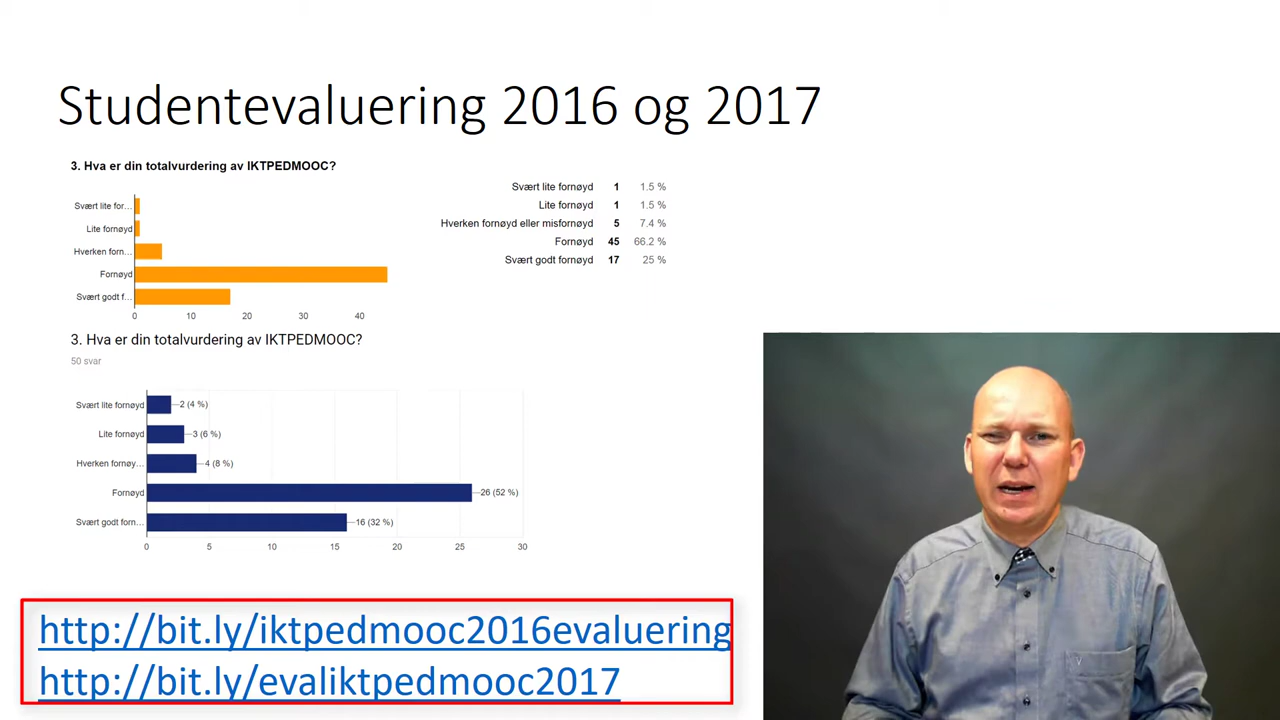 Studentevaluering 2016 og 2017
3. Hva er din totalvurdering av IKTPEDMOOC?
Svært lite for...
Lite fornøyd
Hverken forn...
Fornøyd
Svært godt f...
0 10 20 30 40
Svært lite fornøyd 1 1.5 %
Lite fornøyd 1 1.5 %
Hverken fornøyd eller misfornøyd 5 7.4 %
Fornøyd 45 66.2 %
Svært godt fornøyd 17 25 %
3. Hva er din totalvurdering av IKTPEDMOOC?
50 svar
Svært lite fornøyd 2 (4 %)
Lite fornøyd 3 (6 %)
Hverken fornøy... 4 (8 %)
Fornøyd 26 (52 %)
Svært godt forn... 16 (32 %)
0 5 10 15 20 25 30
http://bit.ly/iktpedmooc2016evaluering
http://bit.ly/evaliktpedmooc2017